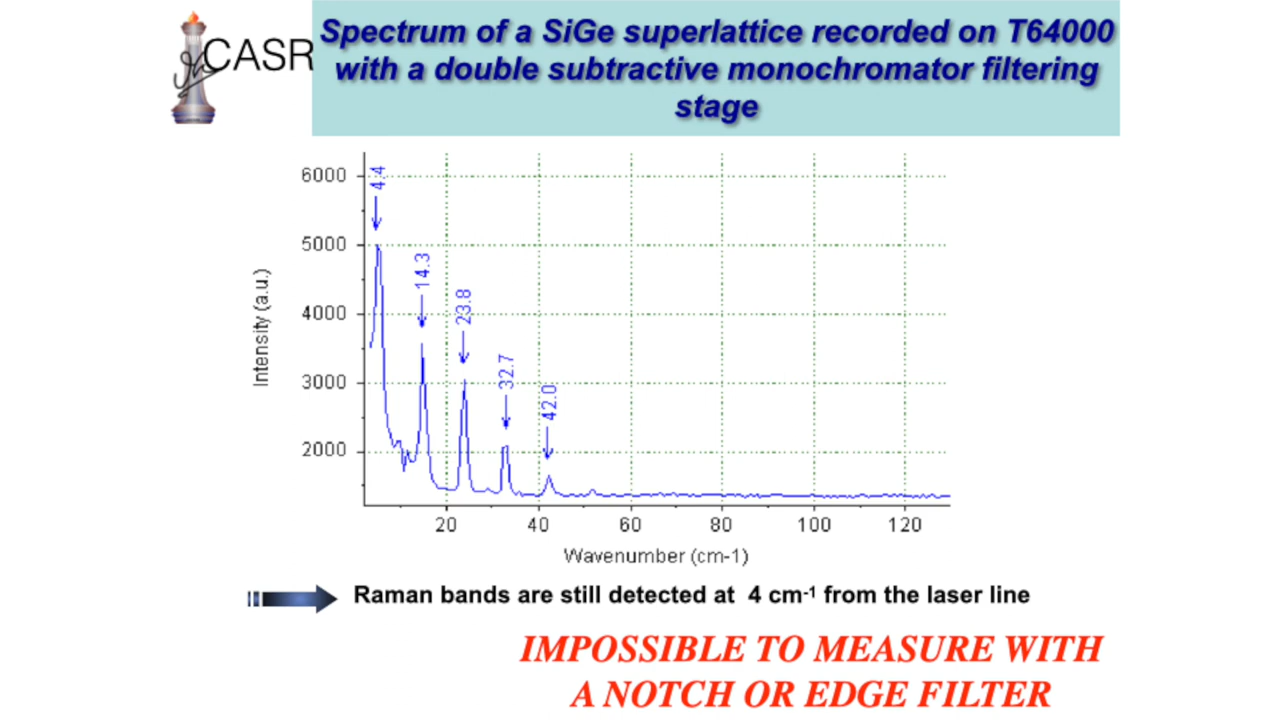 CASR
Spectrum of a SiGe superlattice recorded on T64000
with a double subtractive monochromator filtering
stage
6000
5000
4000
3000
2000
Intensity (a.u.)
4.4
14.3
23.8
32.7
42.0
20 40 60 80 100 120
Wavenumber (cm-1)
Raman bands are still detected at 4 cm-1 from the laser line
IMPOSSIBLE TO MEASURE WITH
A NOTCH OR EDGE FILTER